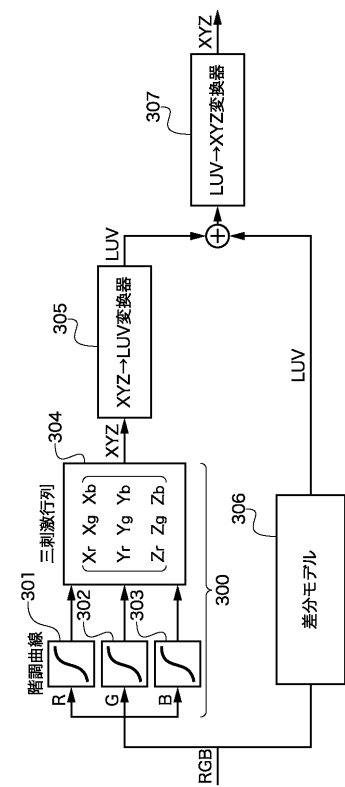 RGB
階調曲線
301
R
302
G
303
B
三刺激行列
304
Xr Xg Xb
Yr Yg Yb
Zr Zg Zb
300
XYZ
305
XYZ→LUV変換器
LUV
306
差分モデル
LUV
+
307
LUV→XYZ変換器
XYZ